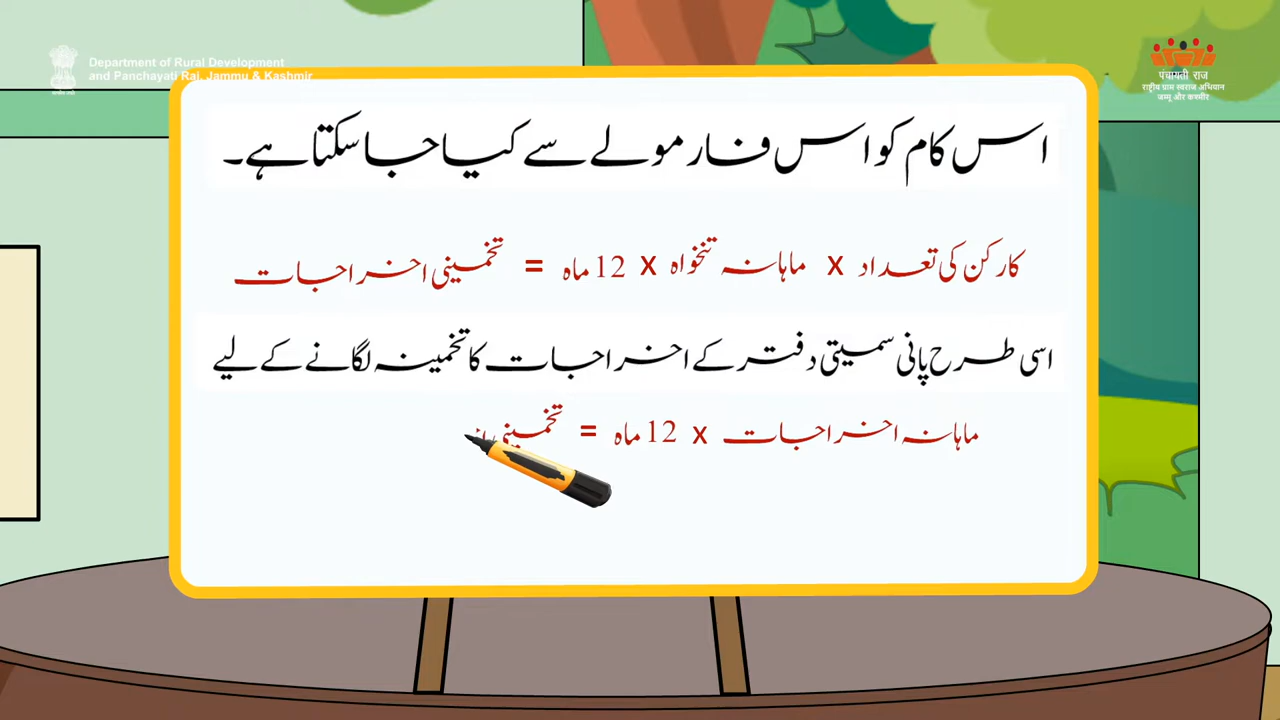 Department of Rural Development
and Panchayati Raj, Jammu & Kashmir
पंचायती राज
राष्ट्रीय ग्राम स्वराज अभियान
जम्मू और कश्मीर
اس کام کو اس فارمولے سے کیا جاسکتا ہے۔
کارکن کی تعداد x ماہانہ تنخواہ x 12 ماہ = تخمینی اخراجات
اسی طرح پانی سمیتی دفتر کے اخراجات کا تخمینہ لگانے کے لیے
ماہانہ اخراجات x 12 ماہ = تخمینی